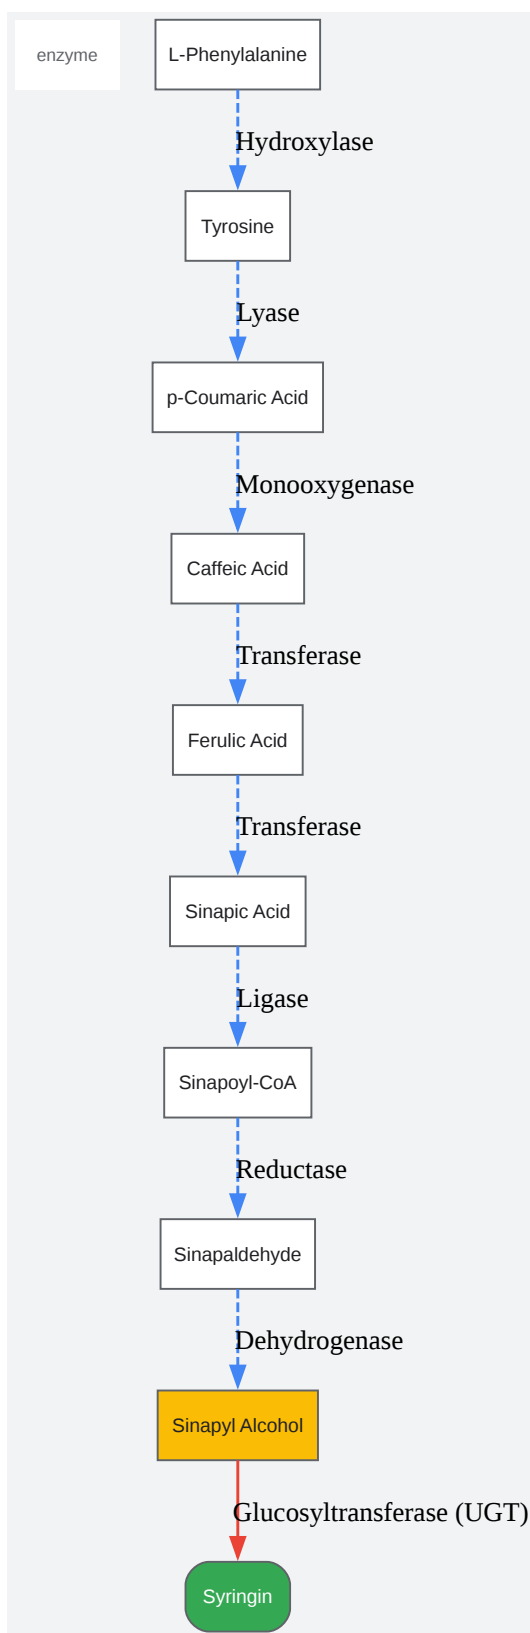 enzyme
L-Phenylalanine
Hydroxylase
Tyrosine
Lyase
p-Coumaric Acid
Monooxygenase
Caffeic Acid
Transferase
Ferulic Acid
Transferase
Sinapic Acid
Ligase
Sinapoyl-CoA
Reductase
Sinapaldehyde
Dehydrogenase
Sinapyl Alcohol
Glucosyltransferase (UGT)
Syringin